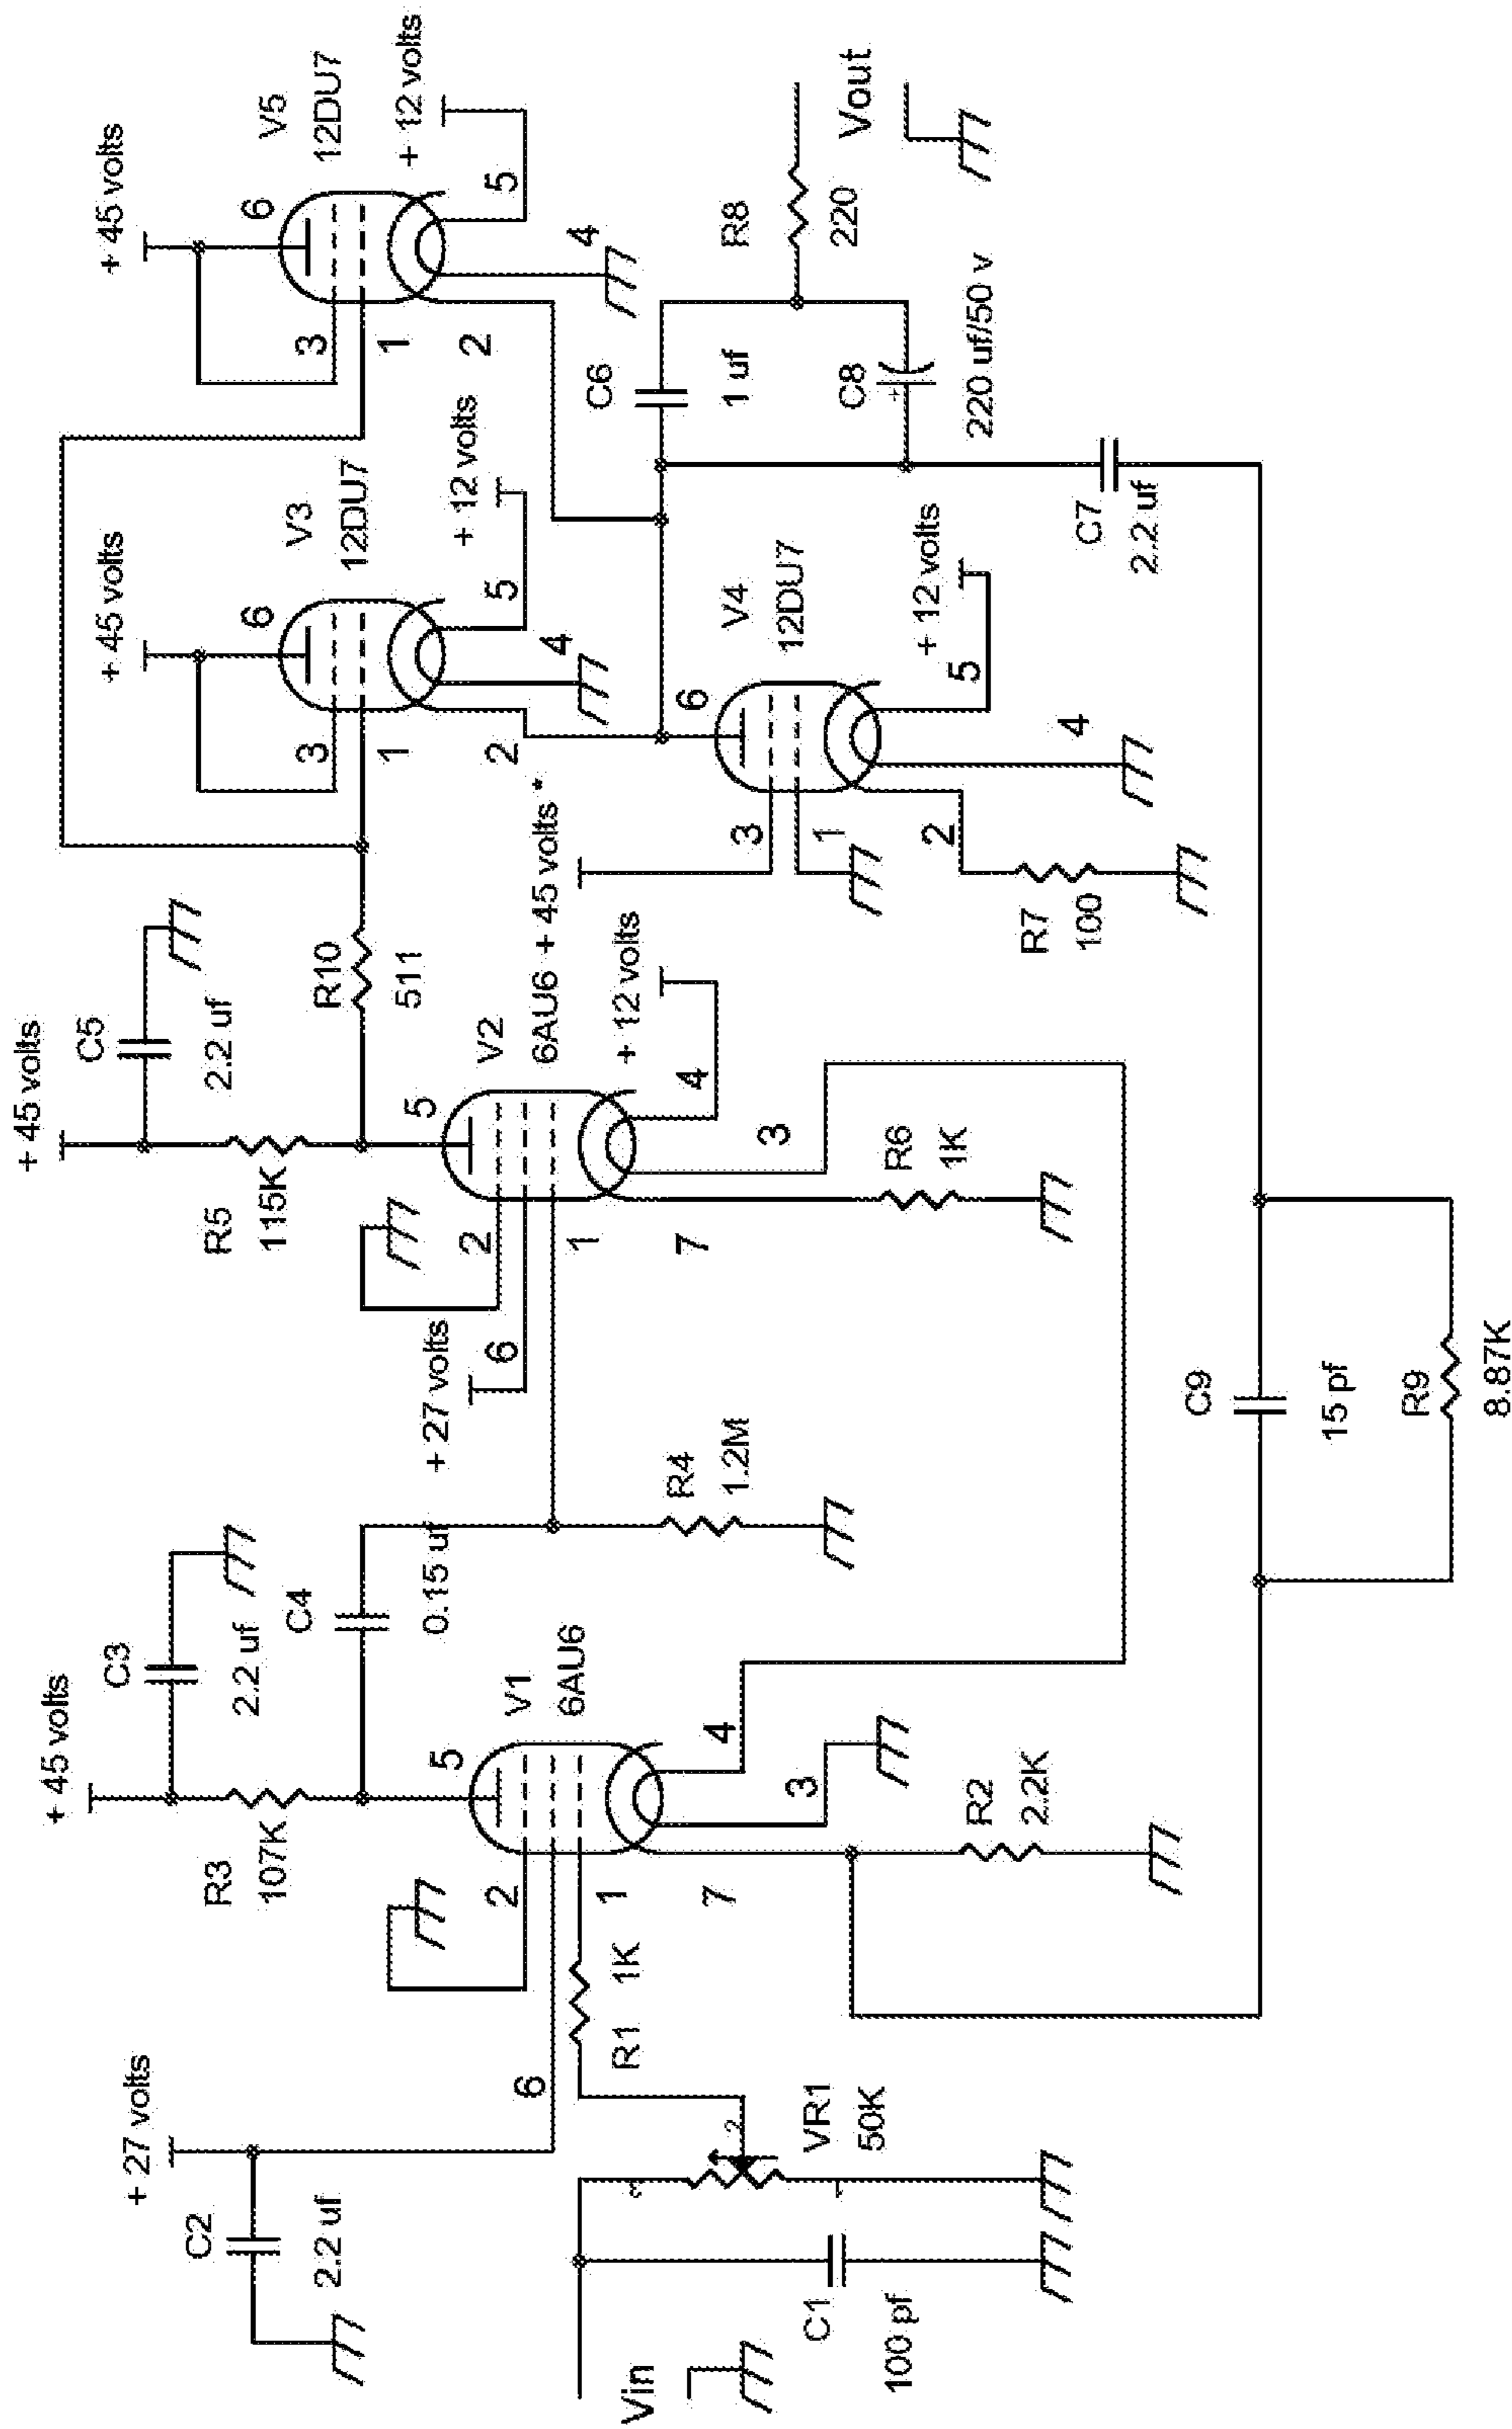 + 27 volts
C2
2.2 uf
Vin
C1
100 pf
VR1
50K
2
R1 1K
6
+ 45 volts
C3
2.2 uf
R3
107K
5
V1
6AU6
2
1
7
4
3
R2
2.2K
C4
0.15 uf
R4
1.2M
+ 27 volts
6
+ 45 volts
C5
2.2 uf
R5
115K
5
V2
6AU6
2
1
7
3
4
+ 12 volts
R6
1K
R10
511
+ 45 volts
6
V3
12DU7
3
1
2
4
5
+ 12 volts
+ 45 volts *
6
V4
12DU7
3
1
2
4
5
+ 12 volts
R7
100
+ 45 volts
6
V5
12DU7
3
1
2
4
5
+ 12 volts
C6
1 uf
C8
+
220 uf/50 v
R8
220
Vout
C7
2.2 uf
C9
15 pf
R9
8.87K